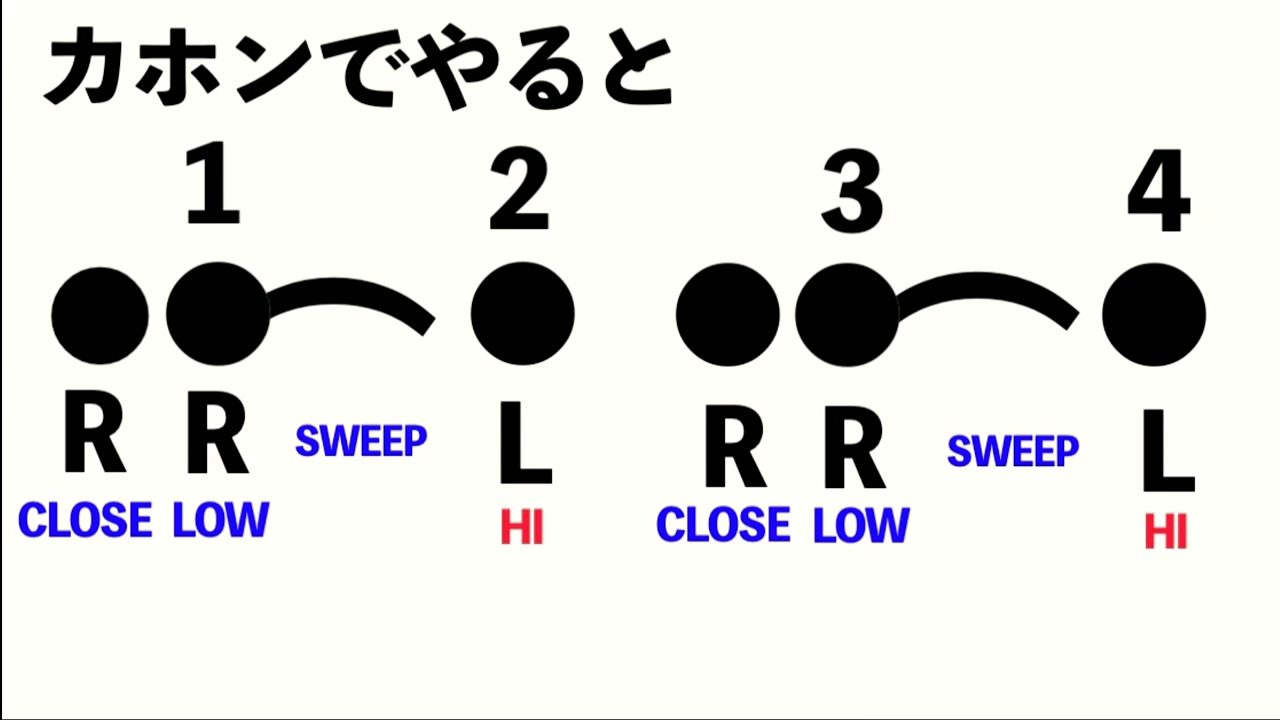 カホンでやると
1 2 3 4
R R SWEEP L R R SWEEP L
CLOSE LOW HI CLOSE LOW HI